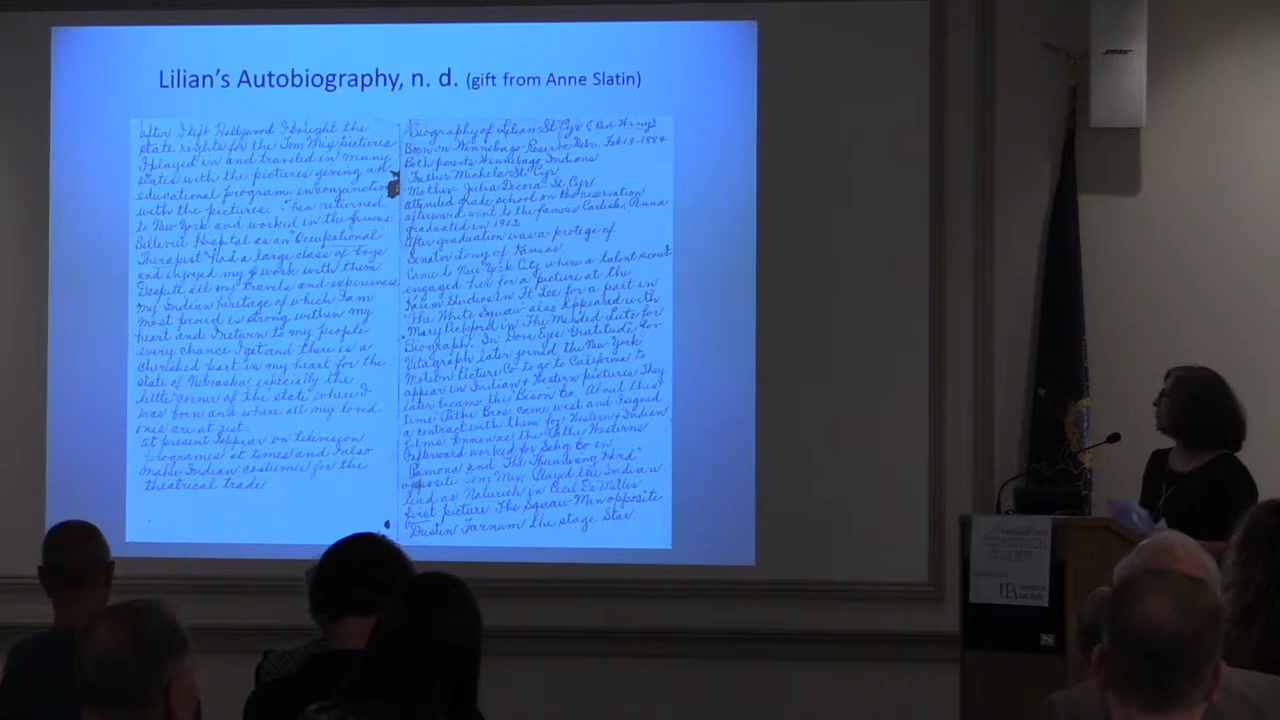 Lilian's Autobiography, n. d. (gift from Anne Slatin)
after I left Hollywood I bought the
state rights for the Tom Mix pictures
I played in and traveled in many
states with the pictures giving an
educational program in conjunction
with the pictures. Then returned
to New York and worked in the famous
Bellevue Hospital as an "Occupational
Therapist" had a large class of boys
and enjoyed my work with them
Despite all my travels and experiences
my Indian heritage of which I am
most proud is strong within my
heart and I return to my people
every chance I get and there is a
cherished part in my heart for the
state of Nebraska especially the
little corner of the state where I
was born and where all my loved
ones are at rest.
At present I appear on television
programs at times and I also
make Indian costumes for the
theatrical trade
Biography of Lilian St. Cyr (Red Wing)
Born on Winnebago Reserve Nebr. Feb 13-1884
Both parents Winnebago Indians
Father Michele St. Cyr
Mother Julia Decora St. Cyr
attended grade school on the reservation
afterward went to the famous Carlisle,
graduated in 1902
After graduation was a protege of
Senator Long of Kansas
Came to New York City where a talent scout
engaged her for a picture at the
Studios in Ft Lee for a part in
"The White Squaw" also appeared with
Mary Pickford in The Mended Lute for
Biograph. In Dove Eyes Gratitude for
Vitagraph later joined the New York
Motion Picture Co to go to California to
appear in Indian & Western pictures They
later became the Bison Co. About this
time Pathe Bros. came west and I signed
a contract with them for Western & Indian
films known as the Pathe Westerns
Afterward worked for Selig Co in
Ramona and "The Thundering Herd"
opposite Tom Mix, Played the Indian
lead as Naturich in Cecil De Milles
first picture The Squaw Man opposite
Dustin Farnum the stage Star.
BOSE